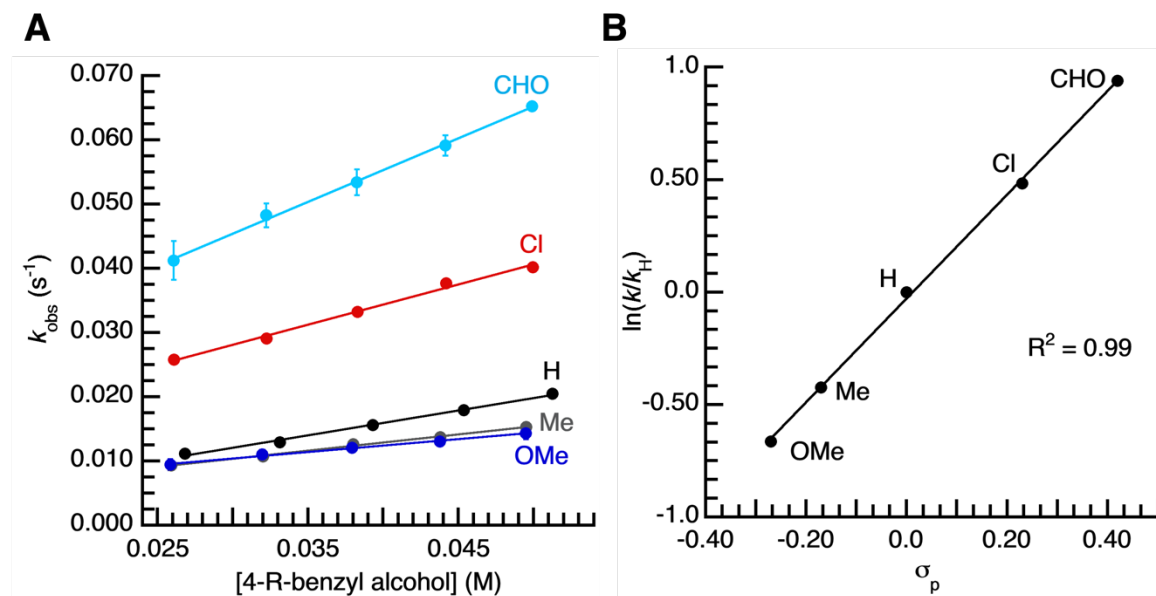 A
0.070
0.060
0.050
0.040
0.030
0.020
0.010
0.000
k_obs (s⁻¹)
CHO
Cl
H
Me
OMe
0.025
0.035
0.045
[4-R-benzyl alcohol] (M)
B
1.0
0.50
0.0
-0.50
-1.0
ln(k/k_H)
CHO
Cl
H
Me
OMe
R² = 0.99
-0.40
-0.20
0.0
0.20
0.40
σ_p